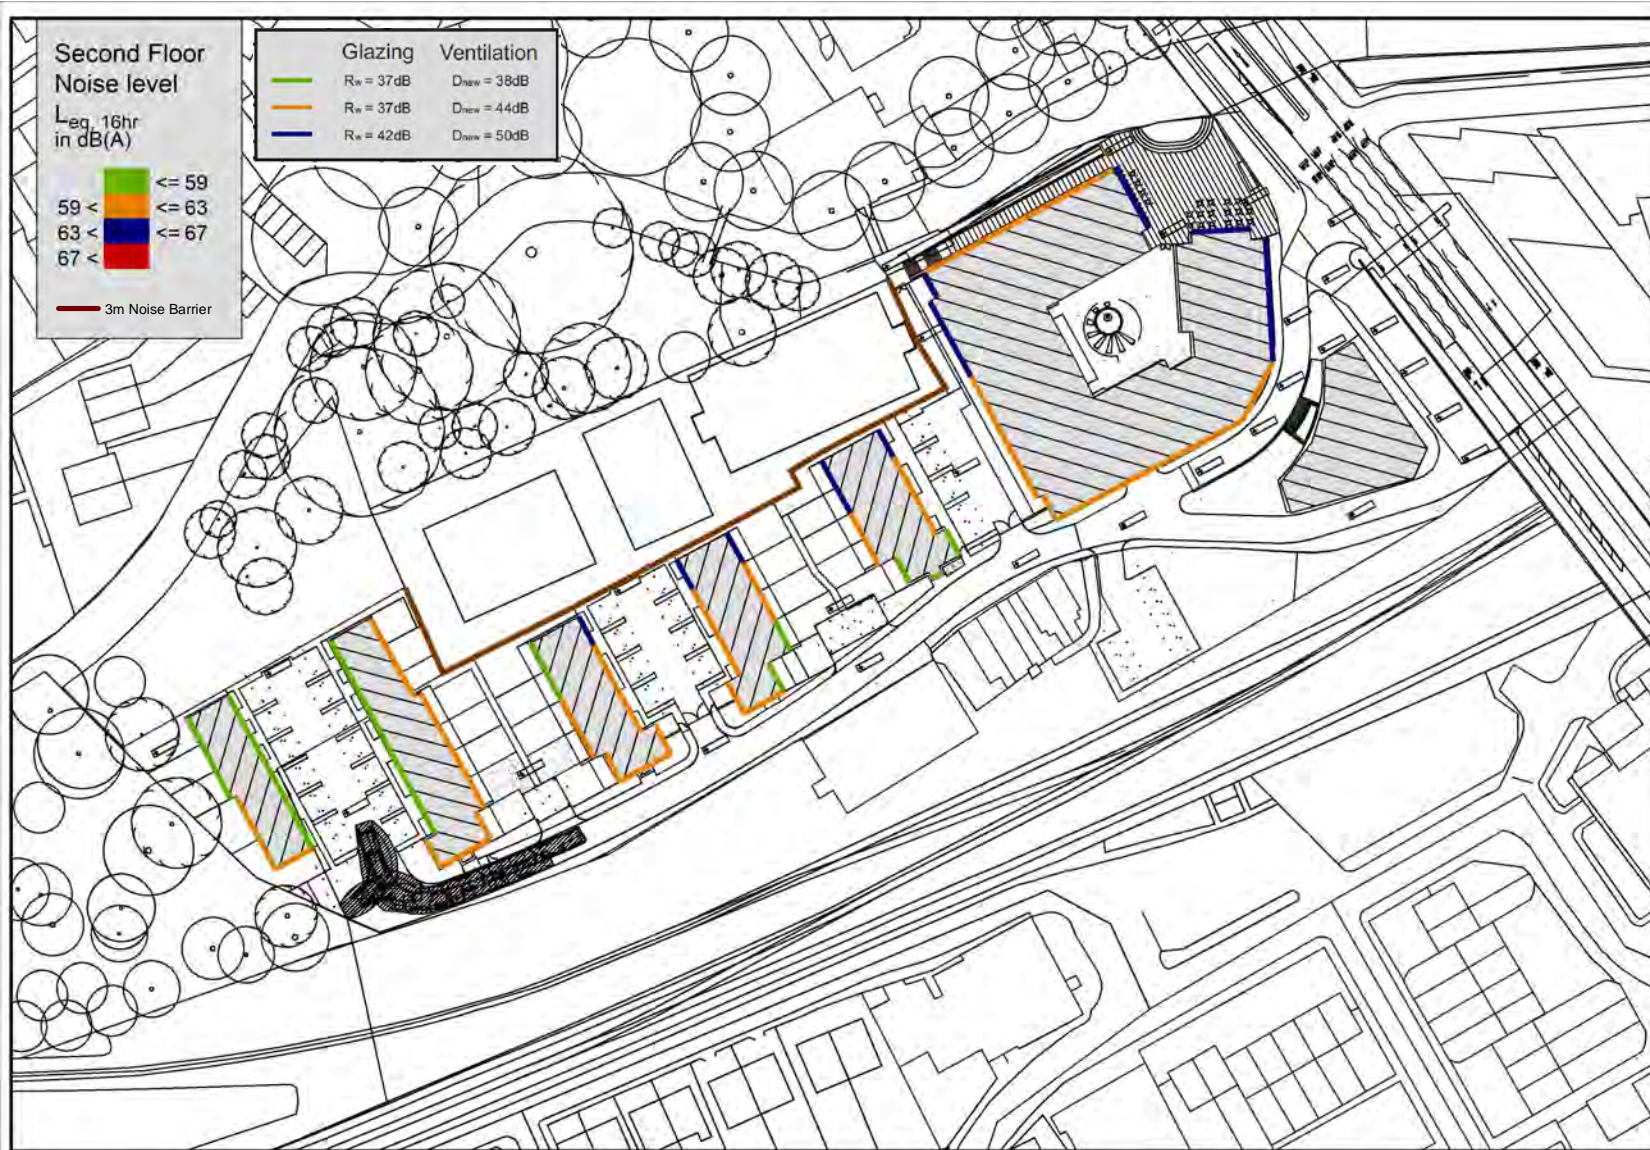 Second Floor
Noise level
Leq, 16hr
in dB(A)
<= 59
59 < <= 63
63 < <= 67
67 <
3m Noise Barrier
Glazing Ventilation
Rw = 37dB Dnew = 38dB
Rw = 37dB Dnew = 44dB
Rw = 42dB Dnew = 50dB